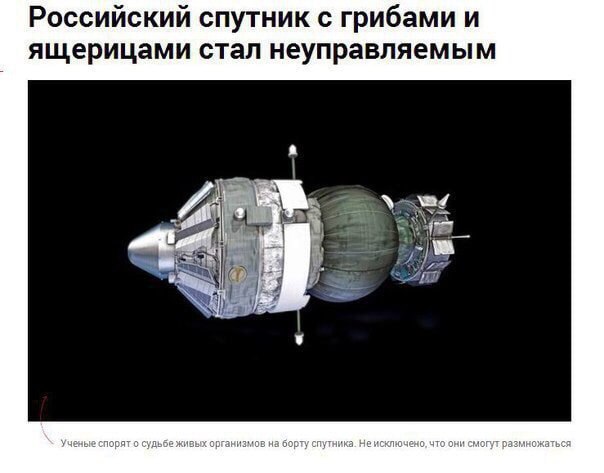 Российский спутник с грибами и
ящерицами стал неуправляемым
Ученые спорят о судьбе живых организмов на борту спутника. Не исключено, что они смогут размножаться